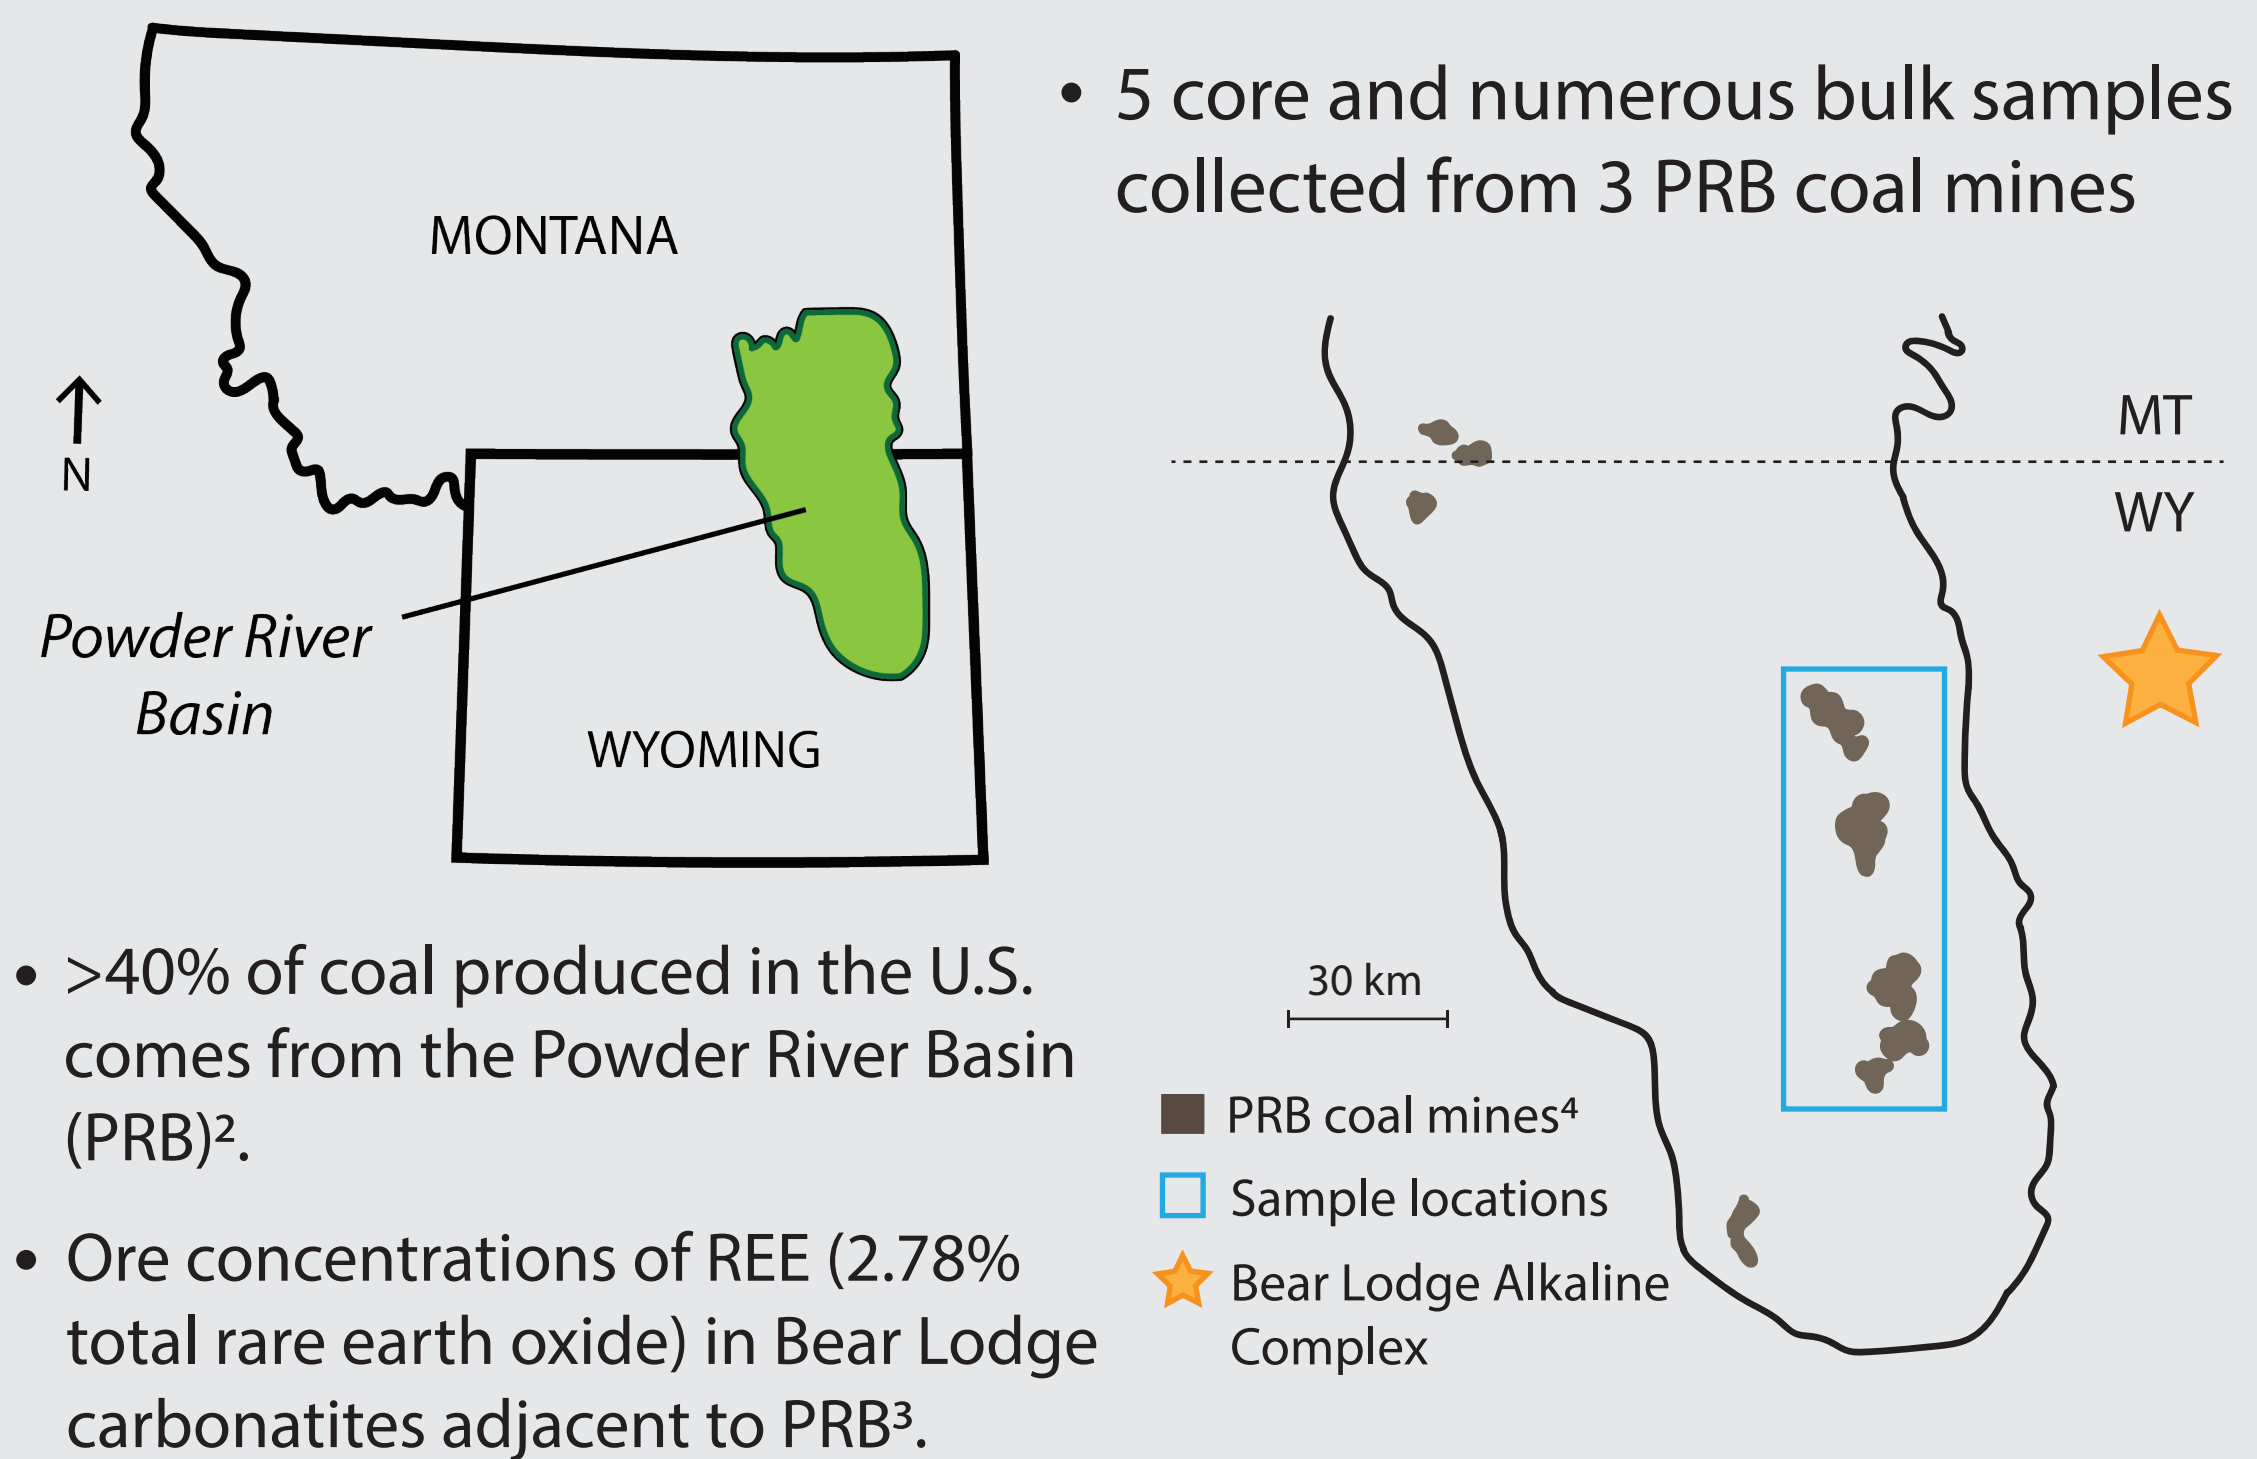 MONTANA
N
Powder River
Basin
WYOMING
• >40% of coal produced in the U.S.
comes from the Powder River Basin
(PRB)².
• Ore concentrations of REE (2.78%
total rare earth oxide) in Bear Lodge
carbonatites adjacent to PRB³.
• 5 core and numerous bulk samples
collected from 3 PRB coal mines
MT
WY
30 km
PRB coal mines⁴
Sample locations
Bear Lodge Alkaline
Complex